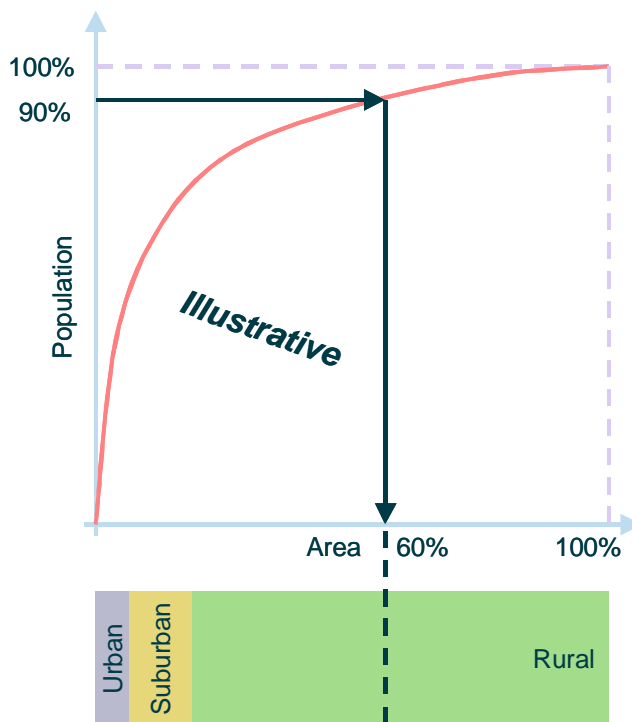 100%
90%
Population
Illustrative
Area
60%
100%
Urban
Suburban
Rural